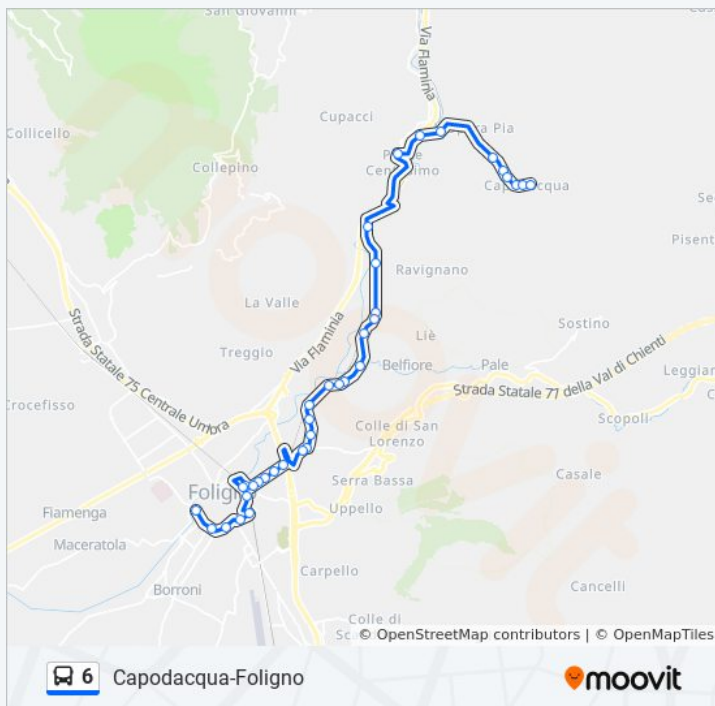 San Giovanni
Cupacci
Collicello
Collepino
Via Flaminia
Pia
Capodacqua
Ravignano
La Valle
Sostino
Liè
Via Flaminia
Treggio
Belfiore
Pale
Strada Statale 75 Centrale Umbra
Strada Statale 77 della Val di Chienti
Crocefisso
Scopoli
Colle di San
Lorenzo
Casale
Serra Bassa
Foligno
Uppello
Fiamenga
Maceratola
Carpello
Borroni
Cancelli
Colle di
© OpenStreetMap contributors | © OpenMapTiles
6 Capodacqua-Foligno
moovit